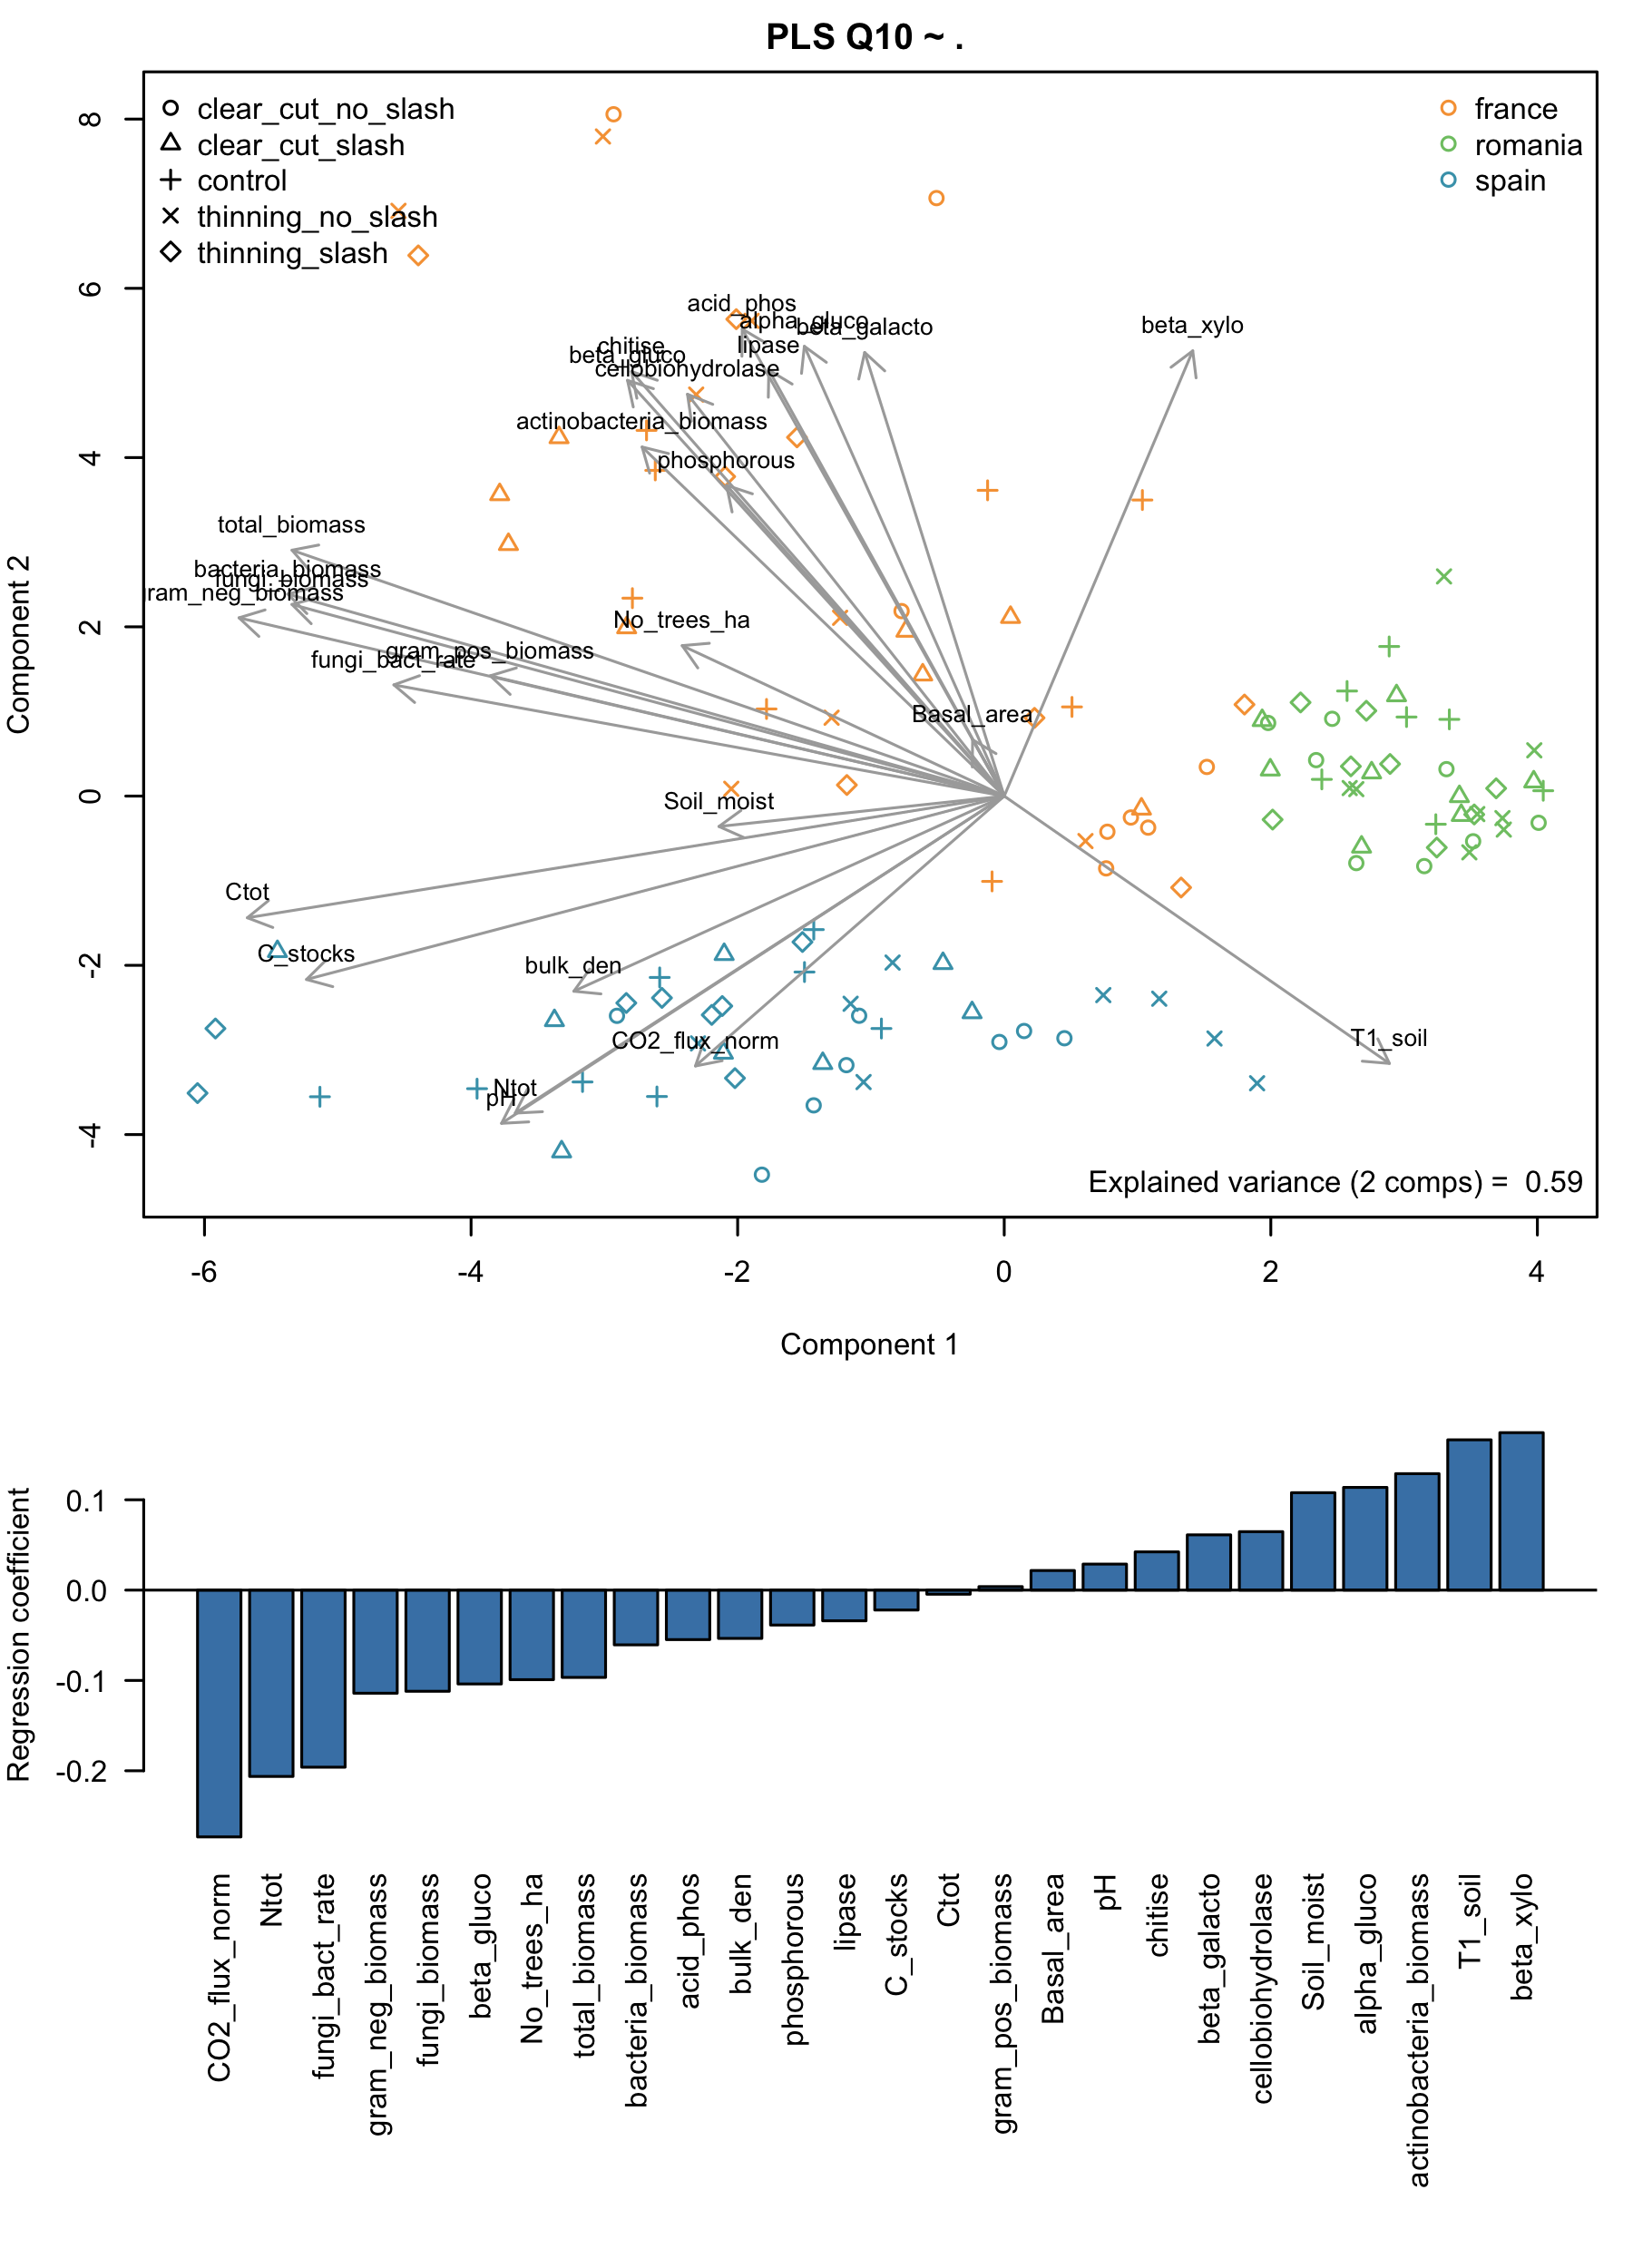 PLS Q10 ~ .
clear_cut_no_slash
clear_cut_slash
control
thinning_no_slash
thinning_slash
france
romania
spain
acid_phos
alpha_gluco
beta_galacto
beta_xylo
chitise
lipase
beta_gluco
cellobiohydrolase
actinobacteria_biomass
phosphorous
total_biomass
bacteria_biomass
fungi_biomass
ram_neg_biomass
No_trees_ha
gram_pos_biomass
fungi_bact_rate
Basal_area
Soil_moist
Ctot
C_stocks
bulk_den
CO2_flux_norm
T1_soil
Ntot
pH
Explained variance (2 comps) = 0.59
Component 2
8
6
4
2
0
-2
-4
-6
-4
-2
0
2
4
Component 1
Regression coefficient
0.1
0.0
-0.1
-0.2
CO2_flux_norm
Ntot
fungi_bact_rate
gram_neg_biomass
fungi_biomass
beta_gluco
No_trees_ha
total_biomass
bacteria_biomass
acid_phos
bulk_den
phosphorous
lipase
C_stocks
Ctot
gram_pos_biomass
Basal_area
pH
chitise
beta_galacto
cellobiohydrolase
Soil_moist
alpha_gluco
actinobacteria_biomass
T1_soil
beta_xylo